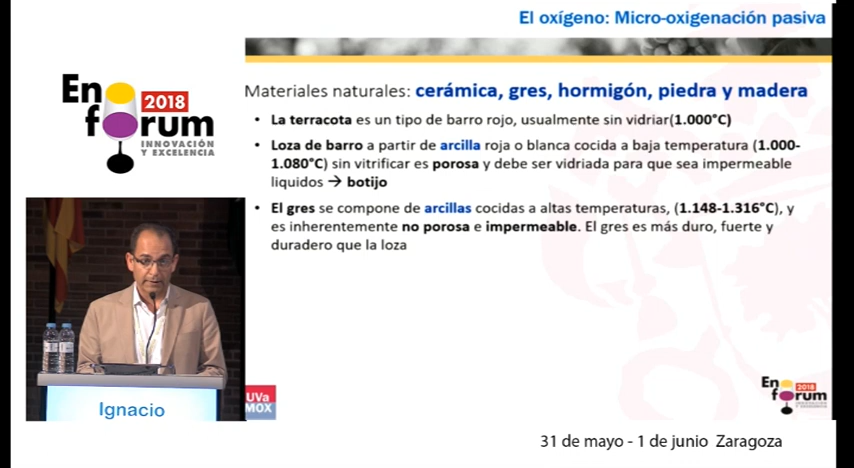 El oxígeno: Micro-oxigenación pasiva
Materiales naturales: cerámica, gres, hormigón, piedra y madera
• La terracota es un tipo de barro rojo, usualmente sin vidriar(1.000°C)
• Loza de barro a partir de arcilla roja o blanca cocida a baja temperatura (1.000-
1.080°C) sin vitrificar es porosa y debe ser vidriada para que sea impermeable
liquidos → botijo
• El gres se compone de arcillas cocidas a altas temperaturas, (1.148-1.316°C), y
es inherentemente no porosa e impermeable. El gres es más duro, fuerte y
duradero que la loza
En
2018
forum
INNOVACIÓN
Y EXCELENCIA
Ignacio
UVa
MOX
En
2018
forum
31 de mayo - 1 de junio Zaragoza